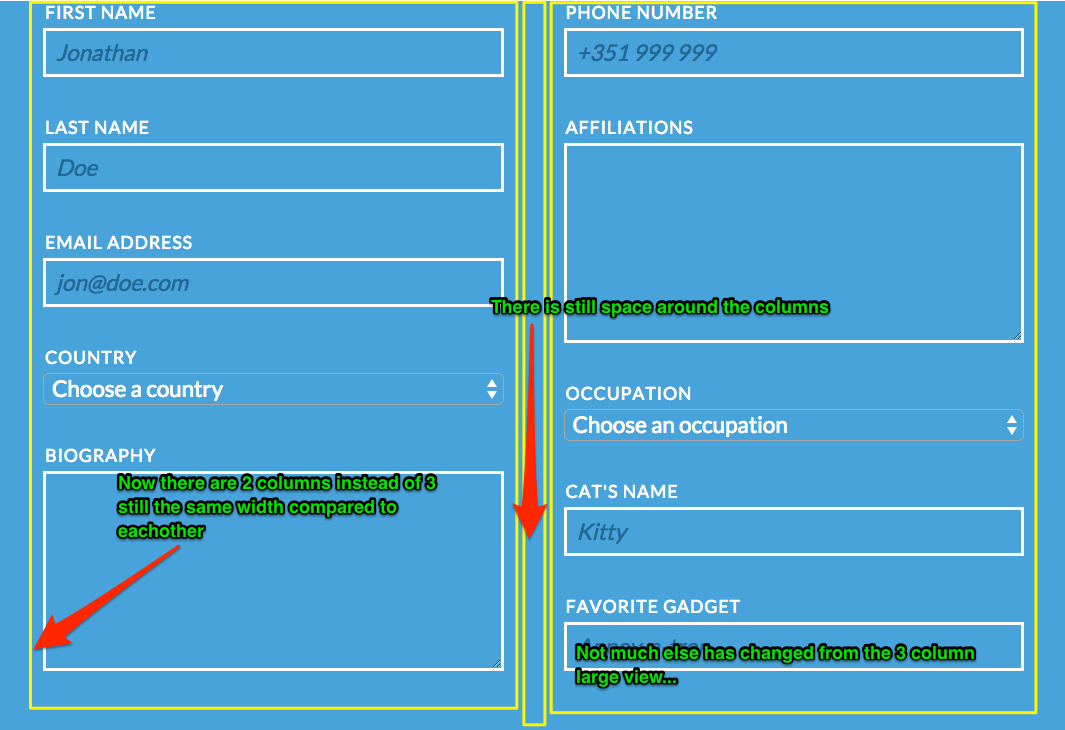 FIRST NAME
Jonathan
LAST NAME
Doe
EMAIL ADDRESS
jon@doe.com
COUNTRY
Choose a country
BIOGRAPHY
Now there are 2 columns instead of 3
still the same width compared to
eachother
There is still space around the columns
PHONE NUMBER
+351 999 999
AFFILIATIONS
OCCUPATION
Choose an occupation
CAT'S NAME
Kitty
FAVORITE GADGET
Not much else has changed from the 3 column
large view...